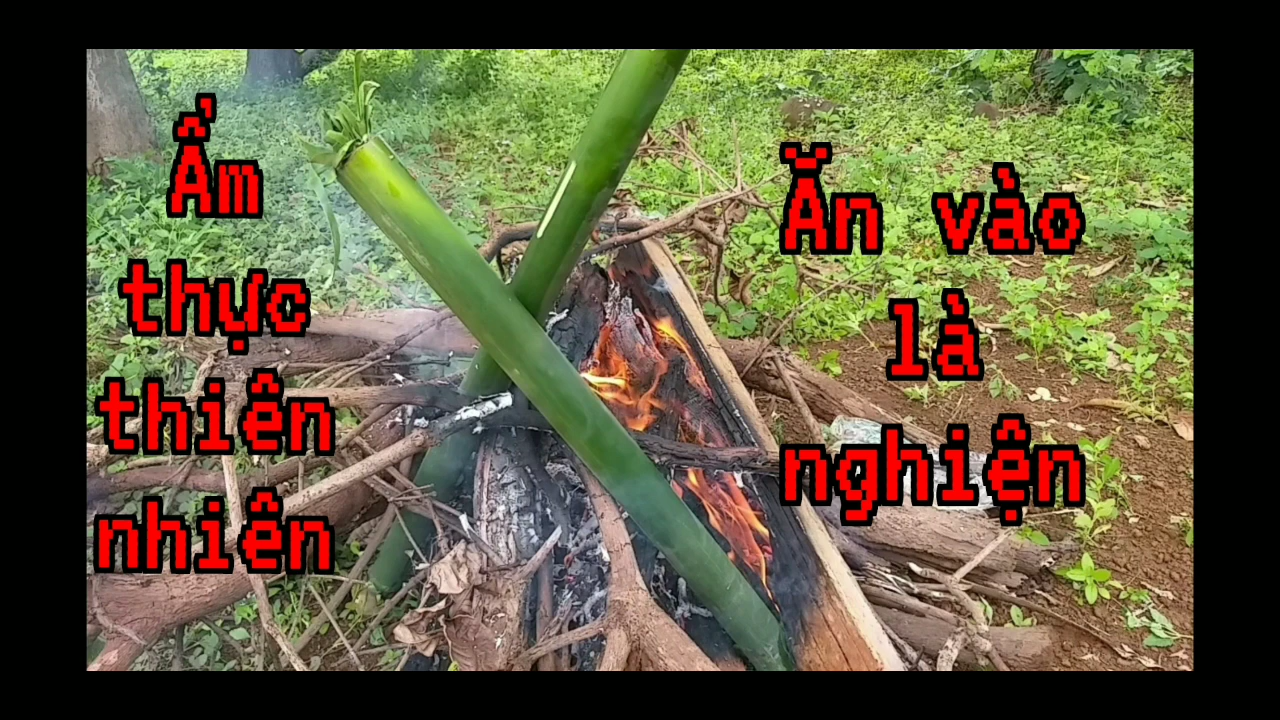 Ẩm
thực
thiên
nhiên
Ăn vào
là
nghiện